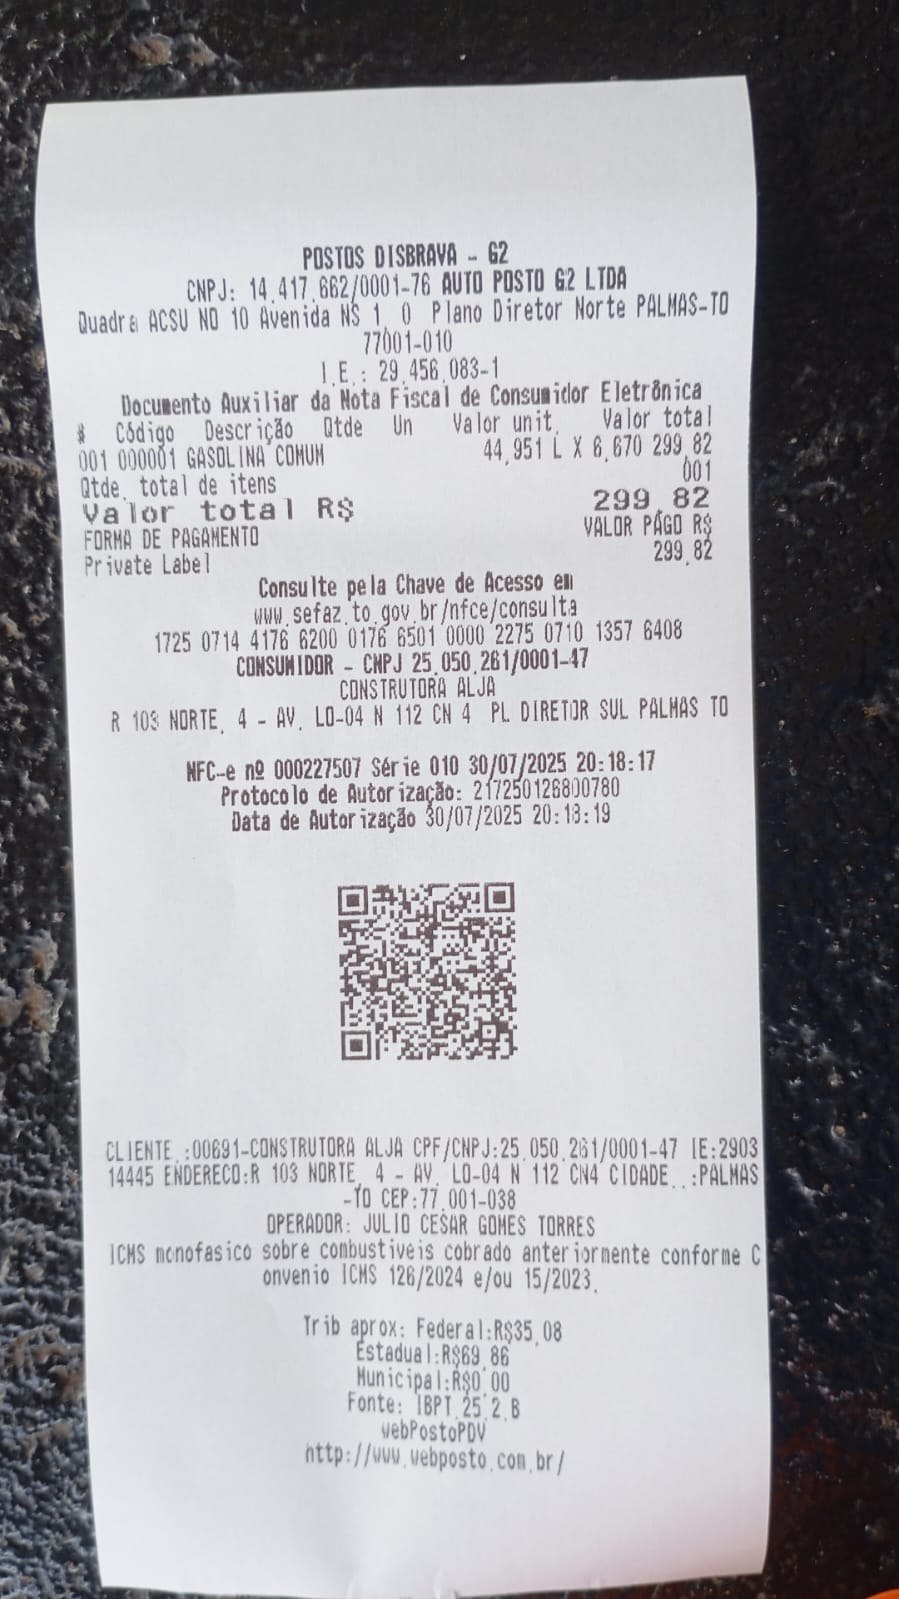 POSTOS DISBRAVA - G2
CNPJ: 14.417.662/0001-76 AUTO POSTO G2 LTDA
Quadra ACSU NO 10 Avenida NS 1, 0 Plano Diretor Norte PALMAS-TO
77001-010
I.E.: 29.456.083-1
Documento Auxiliar da Nota Fiscal de Consumidor Eletrônica
# Código Descrição Qtde Un Valor unit. Valor total
001 000001 GASOLINA COMUM 44,951 L X 6,670 299,82
Qtde. total de itens 001
Valor total R$ 299,82
FORMA DE PAGAMENTO VALOR PAGO R$
Private Label 299,82
Consulte pela Chave de Acesso em
www.sefaz.to.gov.br/nfce/consulta
1725 0714 4176 6200 0176 6501 0000 2275 0710 1357 6408
CONSUMIDOR - CNPJ 25.050.261/0001-47
CONSTRUTORA ALJA
R 103 NORTE, 4 - AV. LO-04 N 112 CN 4 PL DIRETOR SUL PALMAS TO
NFC-e nº 000227507 Série 010 30/07/2025 20:18:17
Protocolo de Autorização: 217250126800780
Data de Autorização 30/07/2025 20:18:19
CLIENTE.:00691-CONSTRUTORA ALJA CPF/CNPJ:25.050.261/0001-47 IE:2903
14445 ENDERECO:R 103 NORTE, 4 - AV. LO-04 N 112 CN4 CIDADE..:PALMAS
-TO CEP:77.001-038
OPERADOR: JULIO CESAR GOMES TORRES
ICMS monofasico sobre combustiveis cobrado anteriormente conforme C
onvenio ICMS 126/2024 e/ou 15/2023.
Trib aprox: Federal:R$35,08
Estadual:R$69,86
Municipal:R$0,00
Fonte: IBPT 25.2.B
webPostoPDV
http://www.webposto.com.br/